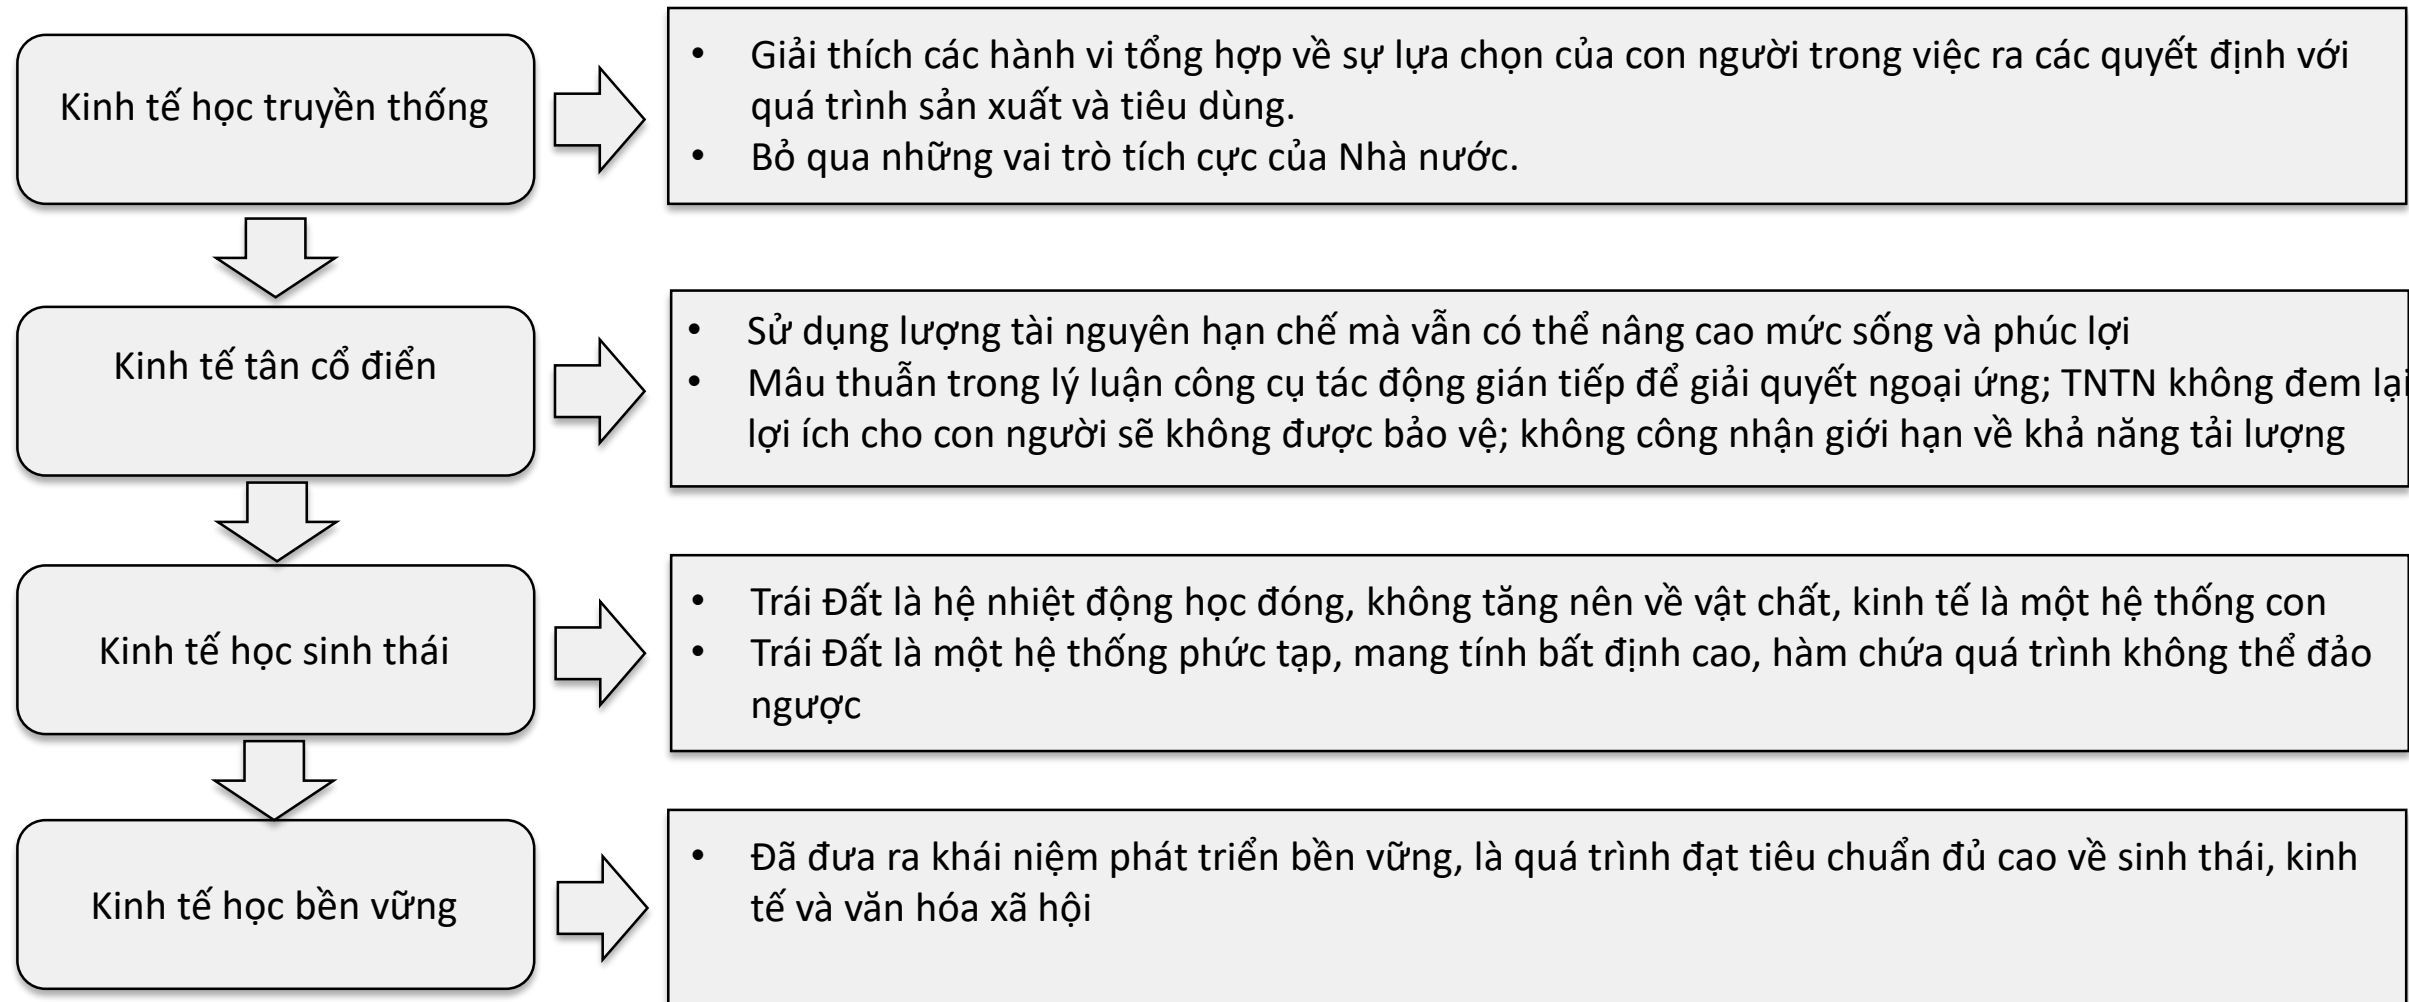 Kinh tế học truyền thống
• Giải thích các hành vi tổng hợp về sự lựa chọn của con người trong việc ra các quyết định với
quá trình sản xuất và tiêu dùng.
• Bỏ qua những vai trò tích cực của Nhà nước.
Kinh tế tân cổ điển
• Sử dụng lượng tài nguyên hạn chế mà vẫn có thể nâng cao mức sống và phúc lợi
• Mâu thuẫn trong lý luận công cụ tác động gián tiếp để giải quyết ngoại ứng; TNTN không đem lại
lợi ích cho con người sẽ không được bảo vệ; không công nhận giới hạn về khả năng tải lượng
Kinh tế học sinh thái
• Trái Đất là hệ nhiệt động học đóng, không tăng nên về vật chất, kinh tế là một hệ thống con
• Trái Đất là một hệ thống phức tạp, mang tính bất định cao, hàm chứa quá trình không thể đảo
ngược
Kinh tế học bền vững
• Đã đưa ra khái niệm phát triển bền vững, là quá trình đạt tiêu chuẩn đủ cao về sinh thái, kinh
tế và văn hóa xã hội